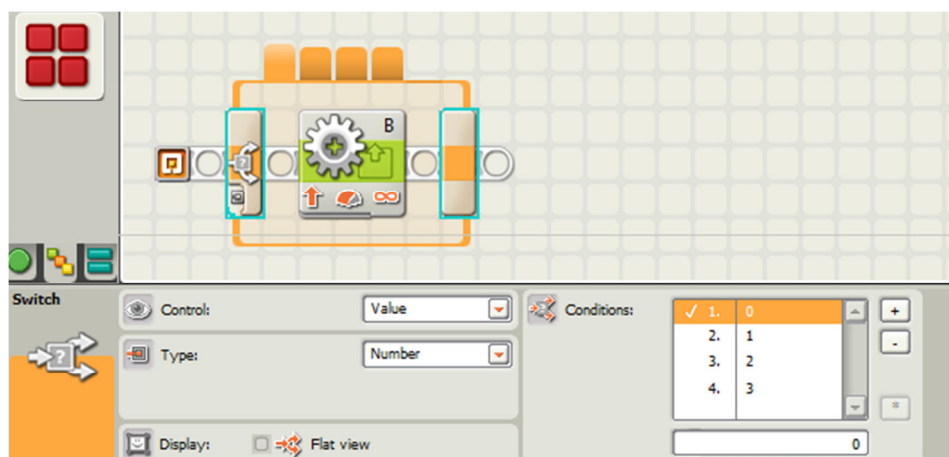 B
Switch
Control:
Value
Type:
Number
Display:
Flat view
Conditions:
1. 0
2. 1
3. 2
4. 3
+
-
*
0